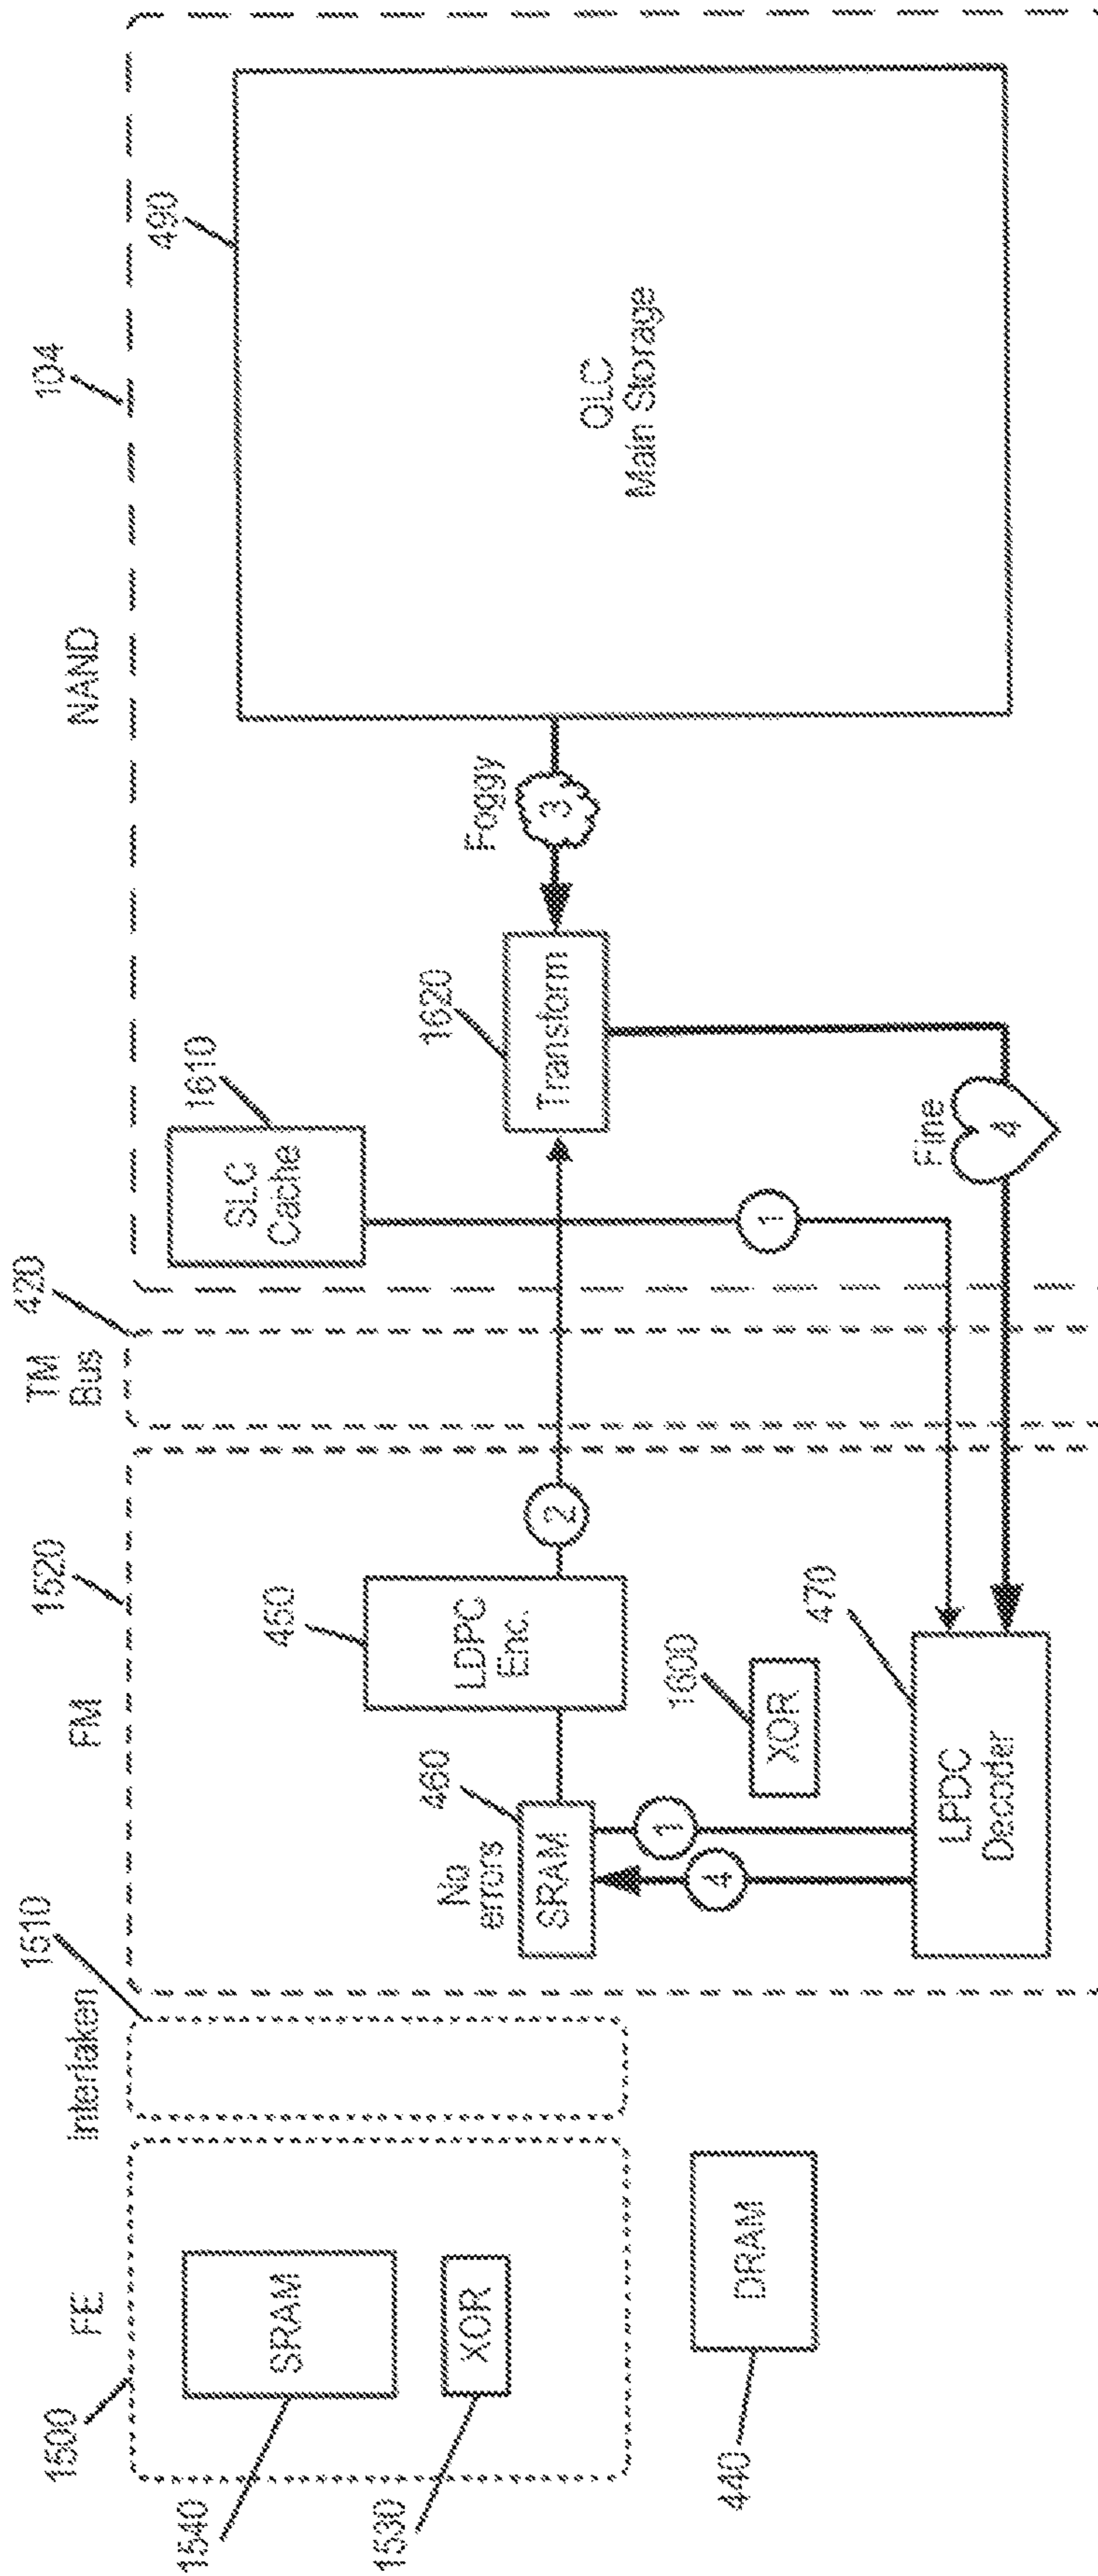 FE
1500
SRAM
1540
XOR
1530
DRAM
440
Interlaken
1510
FM
1520
LDPC
Enc.
450
No
errors
SRAM
460
1
4
2
XOR
1600
LPDC
Decoder
470
TM
Bus
420
NAND
104
SLC
Cache
1610
Transform
1620
1
Foggy
3
Fine
4
QLC
Main Storage
490